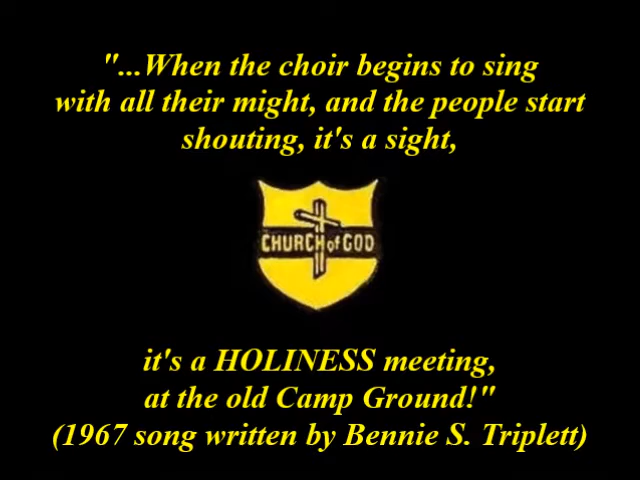 "...When the choir begins to sing
with all their might, and the people start
shouting, it's a sight,
CHURCH of GOD
it's a HOLINESS meeting,
at the old Camp Ground!"
(1967 song written by Bennie S. Triplett)